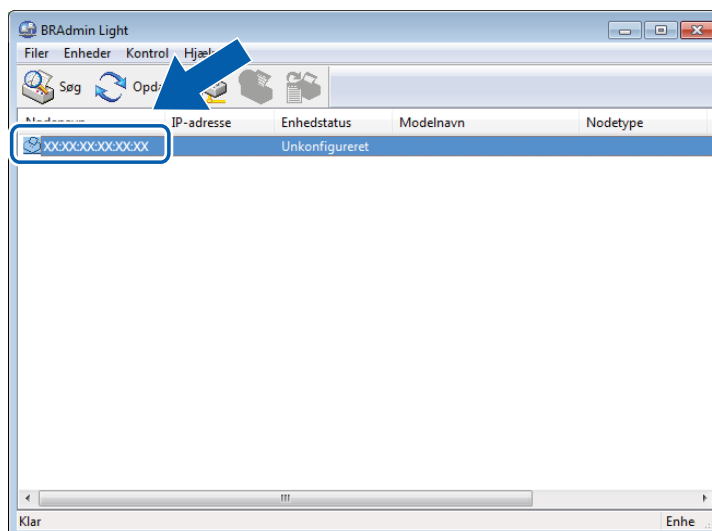 BRAdmin Light
Filer Enheder Kontrol
Søg
IP-adresse Enhedstatus Modelnavn Nodetype
XX:XX:XX:XX:XX:XX Unkonfigureret
Klar Enhe